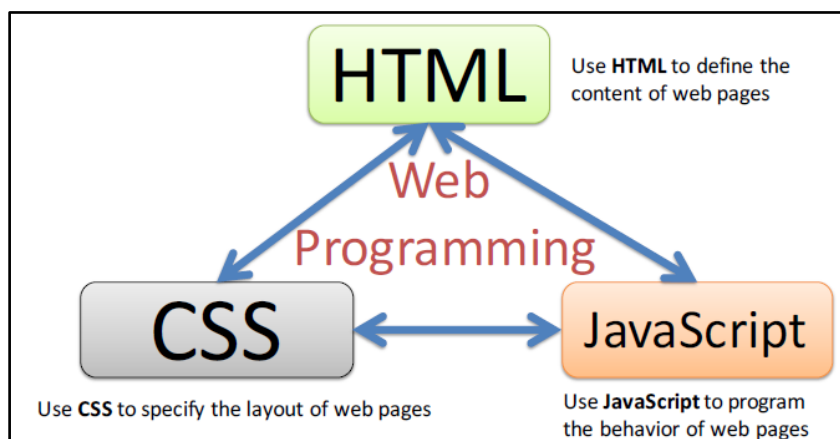 HTML
Use HTML to define the
content of web pages
Web
Programming
CSS
JavaScript
Use CSS to specify the layout of web pages
Use JavaScript to program
the behavior of web pages